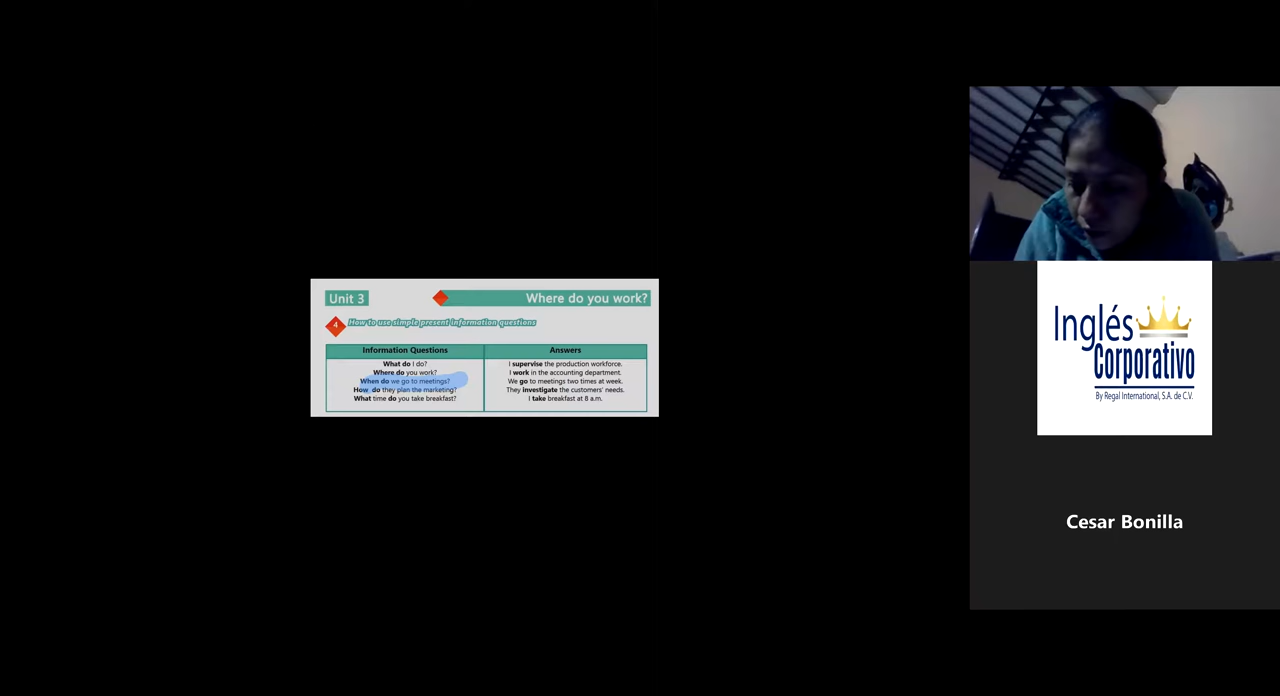 Unit 3
Where do you work?
4
How to use simple present information questions
Information Questions
Answers
What do I do?
I supervise the production workforce.
Where do you work?
I work in the accounting department.
When do we go to meetings?
We go to meetings two times at week.
How do they plan the marketing?
They investigate the customers' needs.
What time do you take breakfast?
I take breakfast at 8 a.m.
Inglés
Corporativo
By Regal International, S.A. de C.V.
Cesar Bonilla